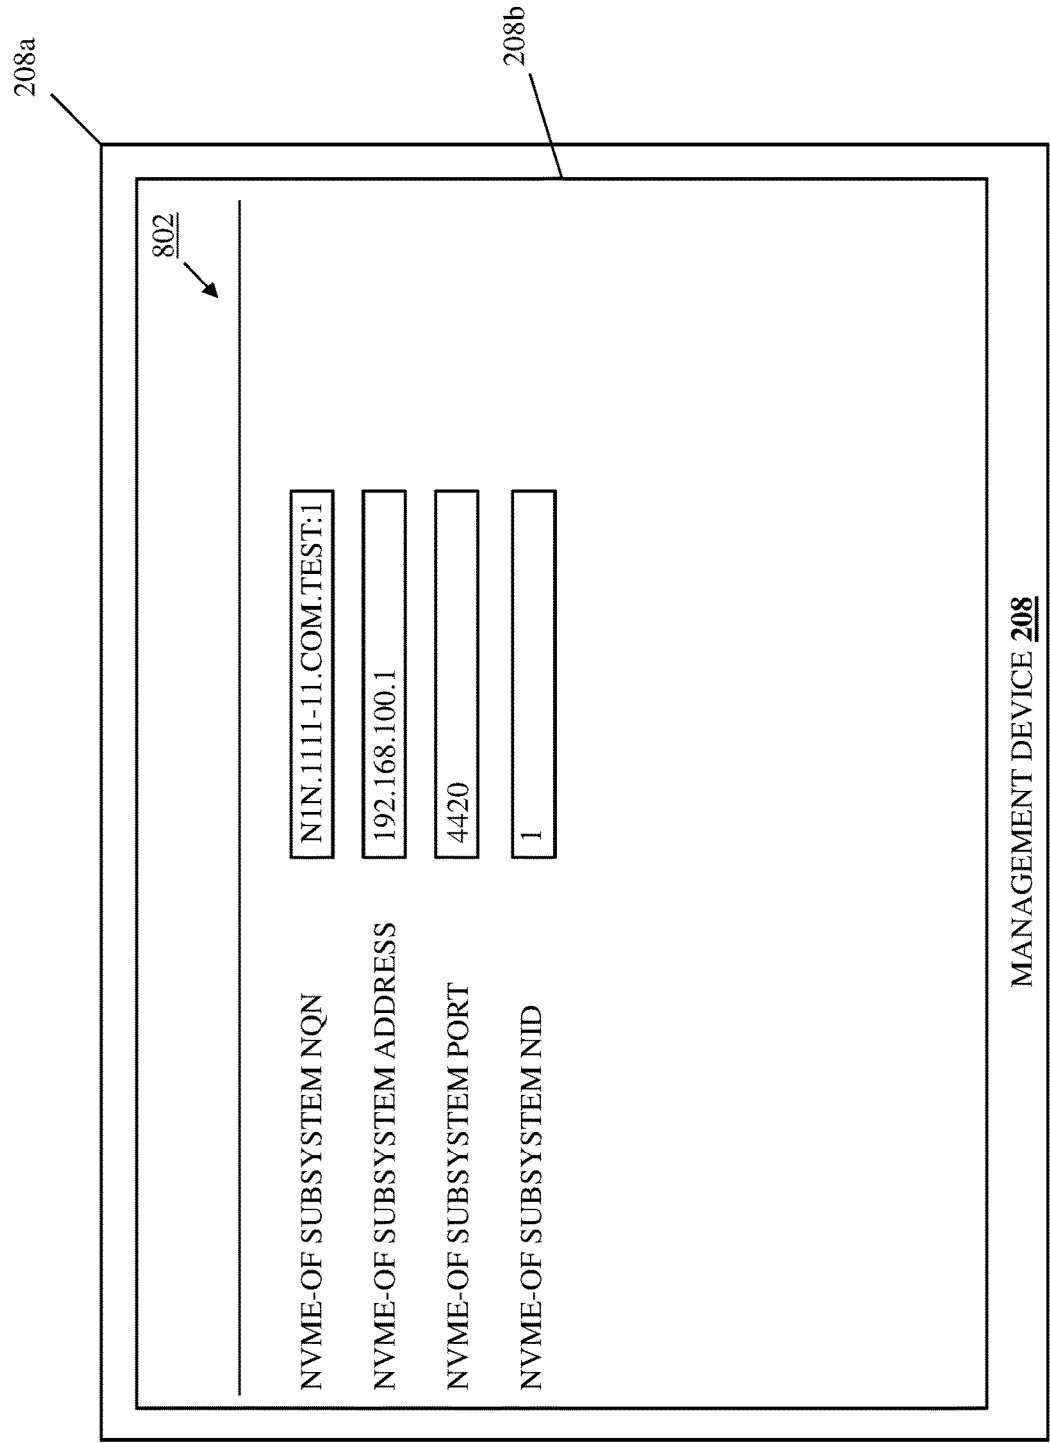 208a
208b
802
NVME-OF SUBSYSTEM NQN N1N.1111-11.COM.TEST:1
NVME-OF SUBSYSTEM ADDRESS 192.168.100.1
NVME-OF SUBSYSTEM PORT 4420
NVME-OF SUBSYSTEM NID 1
MANAGEMENT DEVICE 208